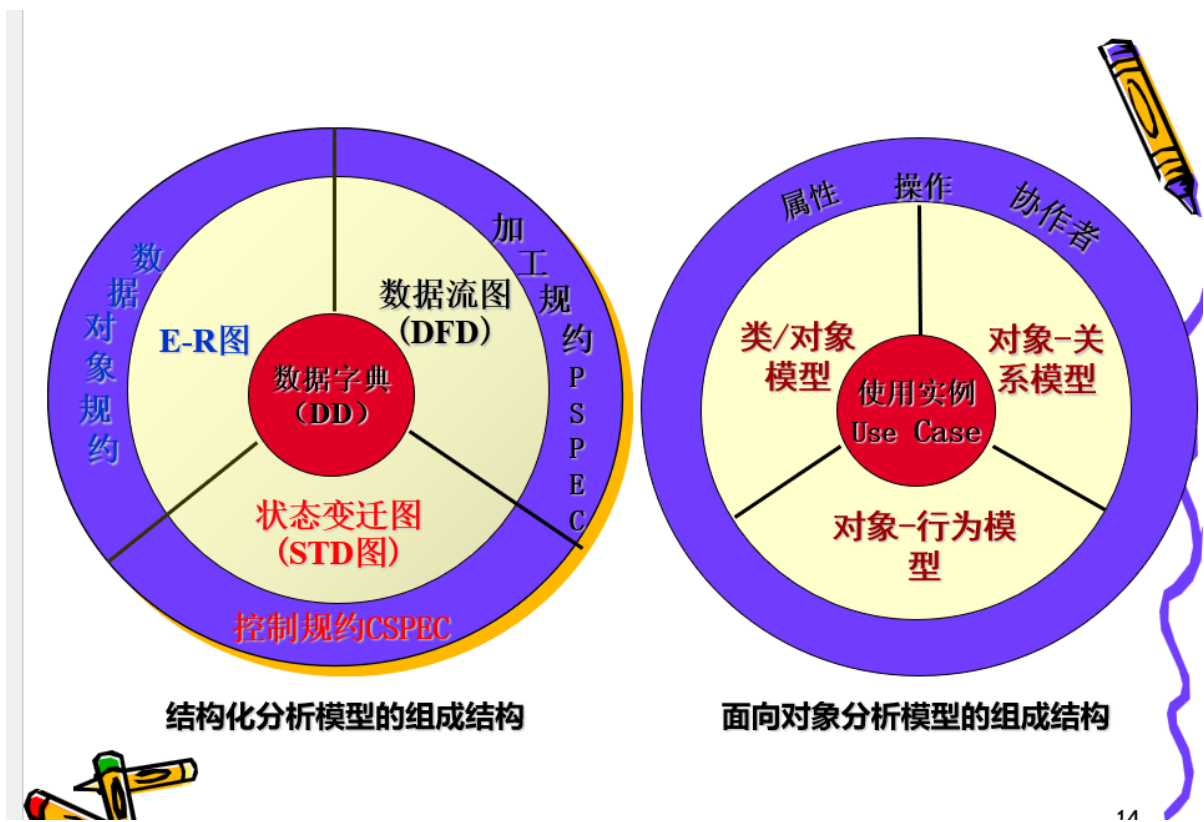 数据对象规约
E-R图
数据流图
(DFD)
加工规约PSPEC
数据字典
（DD）
状态变迁图
(STD图)
控制规约CSPEC
结构化分析模型的组成结构
属性 操作 协作者
类/对象
模型
对象-关
系模型
使用实例
Use Case
对象-行为模
型
面向对象分析模型的组成结构
14